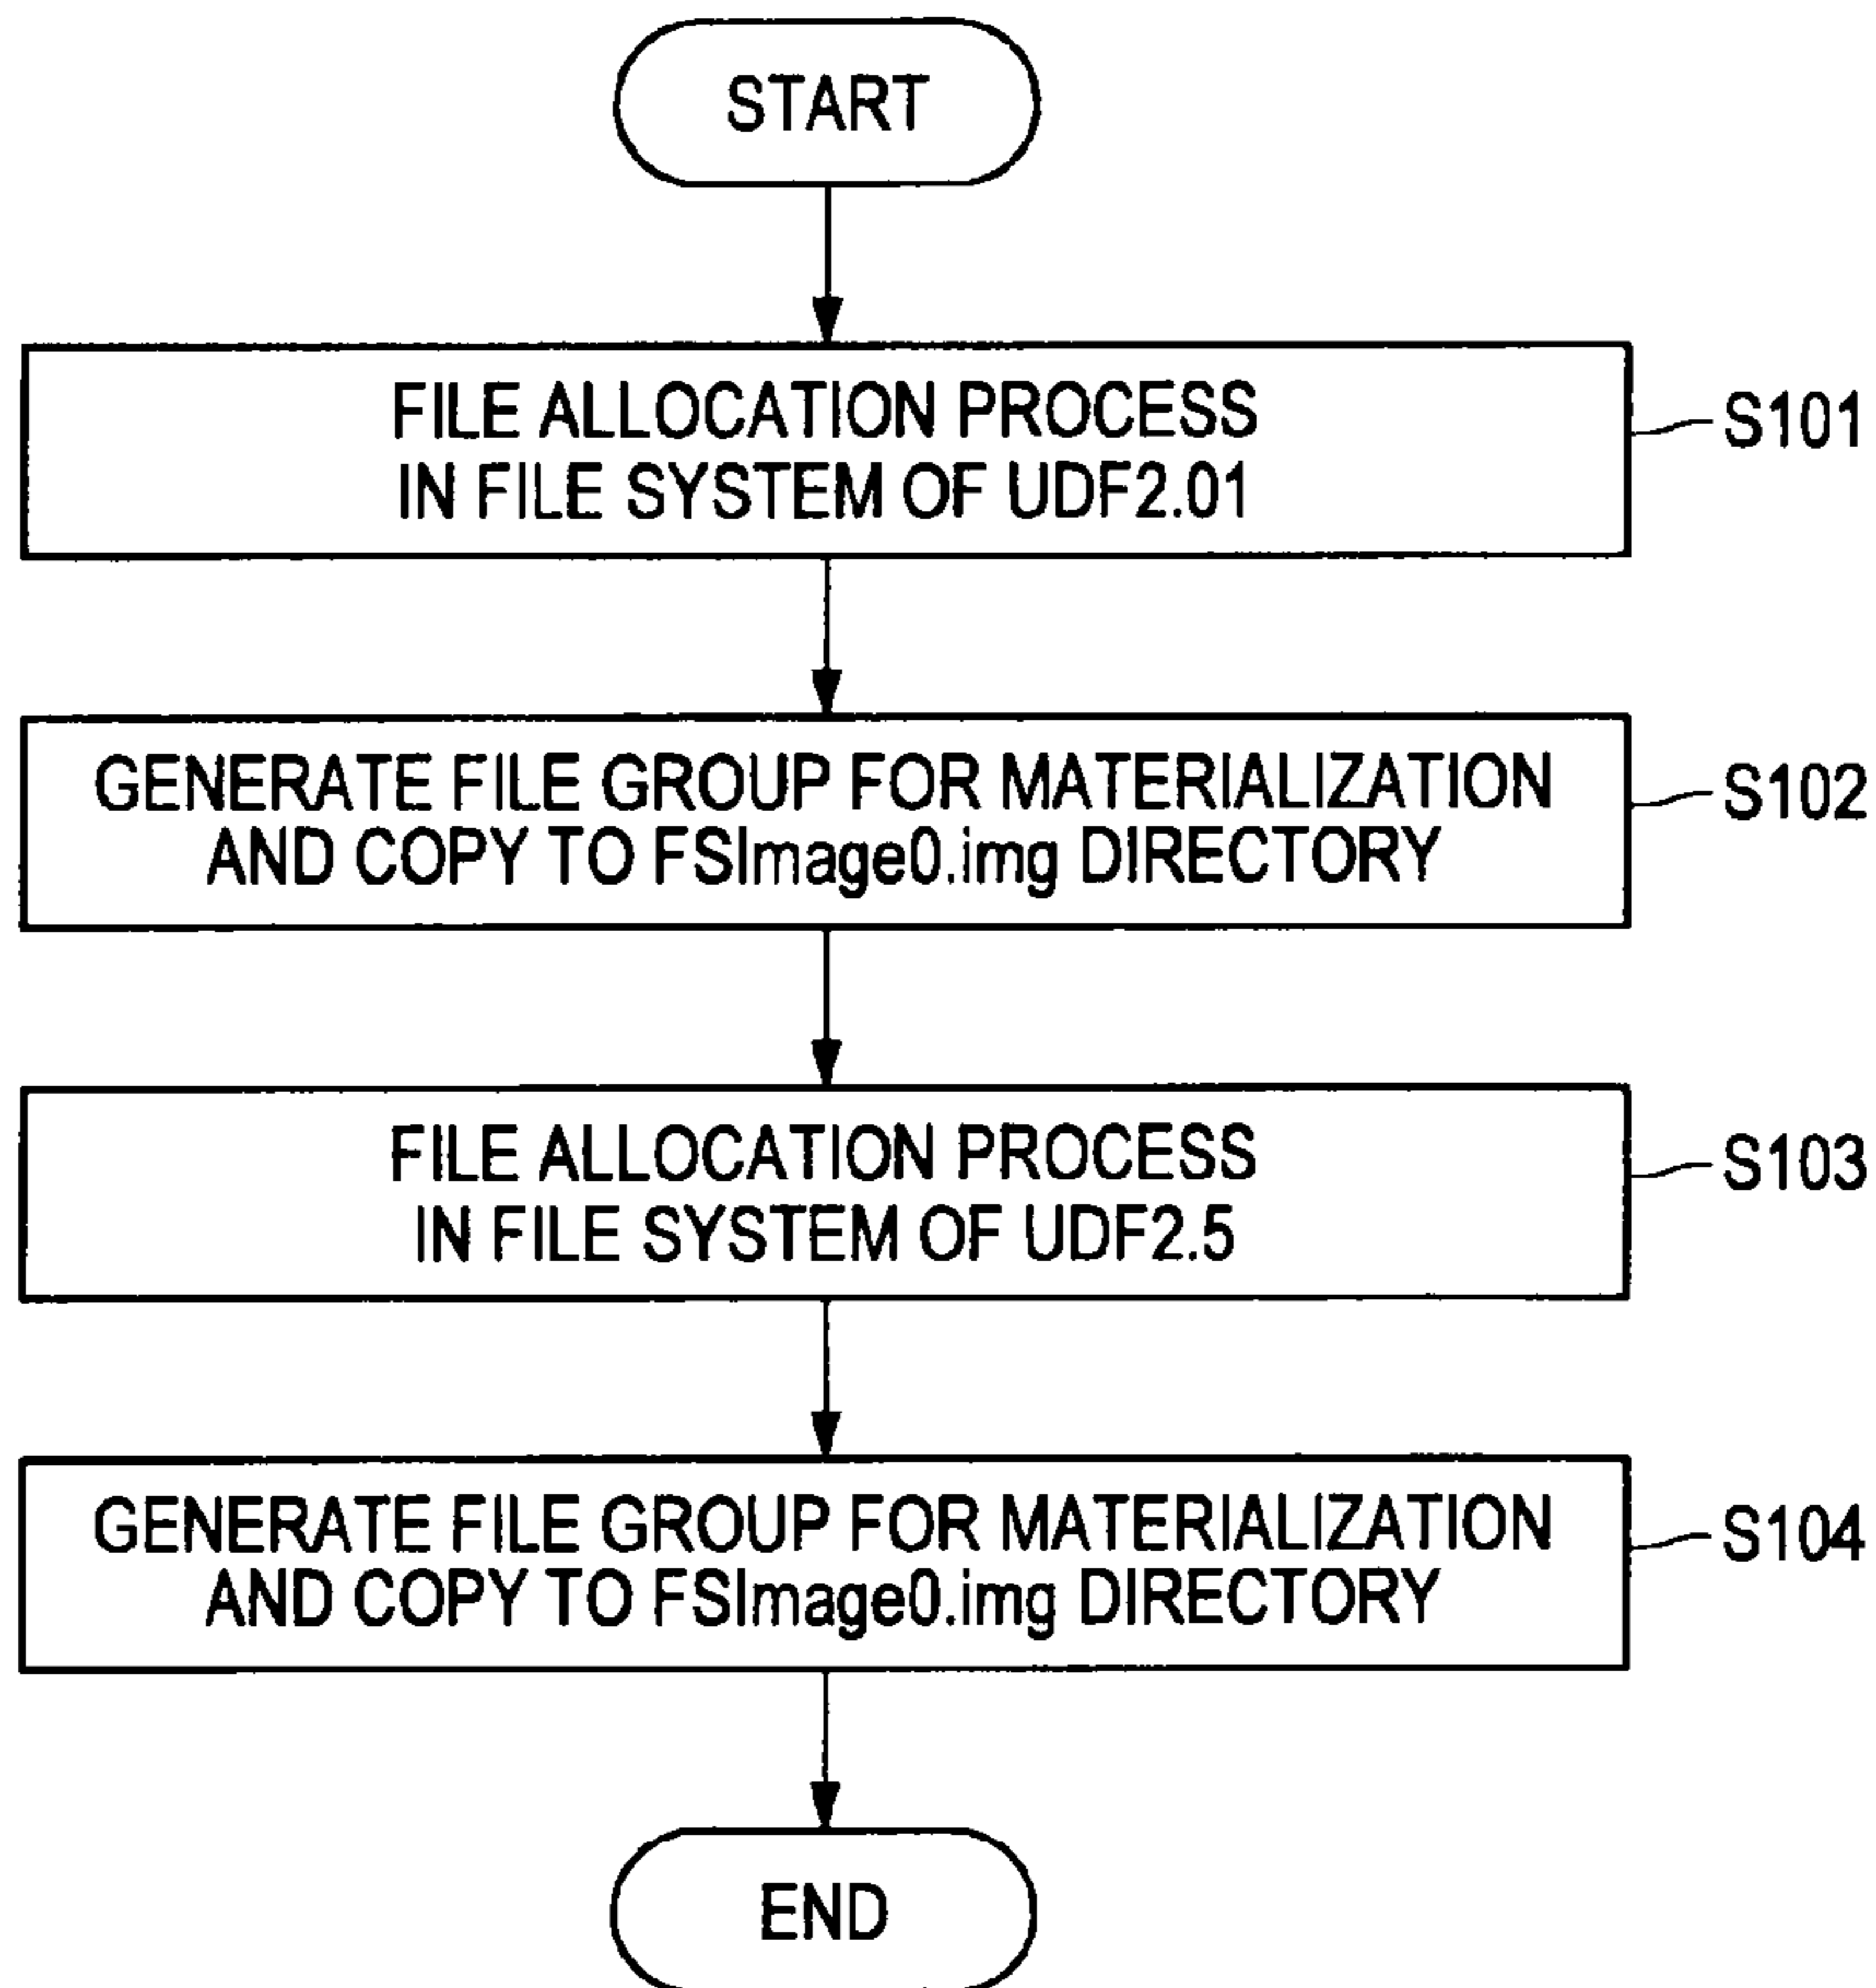 START
FILE ALLOCATION PROCESS
IN FILE SYSTEM OF UDF2.01
S101
GENERATE FILE GROUP FOR MATERIALIZATION
AND COPY TO FSImage0.img DIRECTORY
S102
FILE ALLOCATION PROCESS
IN FILE SYSTEM OF UDF2.5
S103
GENERATE FILE GROUP FOR MATERIALIZATION
AND COPY TO FSImage0.img DIRECTORY
S104
END